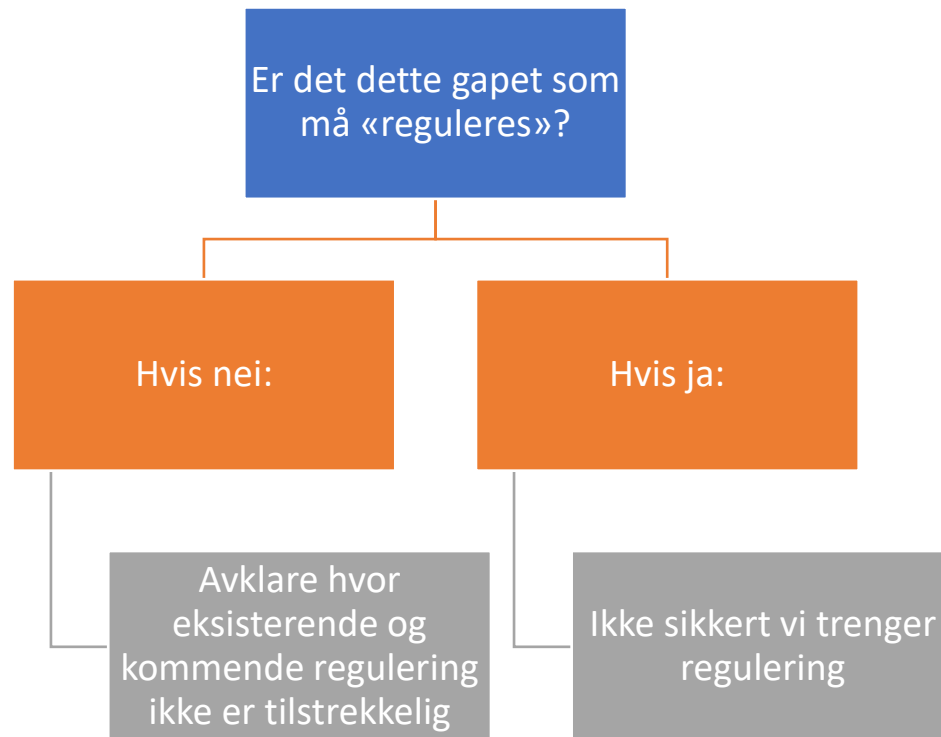 Er det dette gapet som
må «reguleres»?
Hvis nei:
Hvis ja:
Avklare hvor
eksisterende og
kommende regulering
ikke er tilstrekkelig
Ikke sikkert vi trenger
regulering